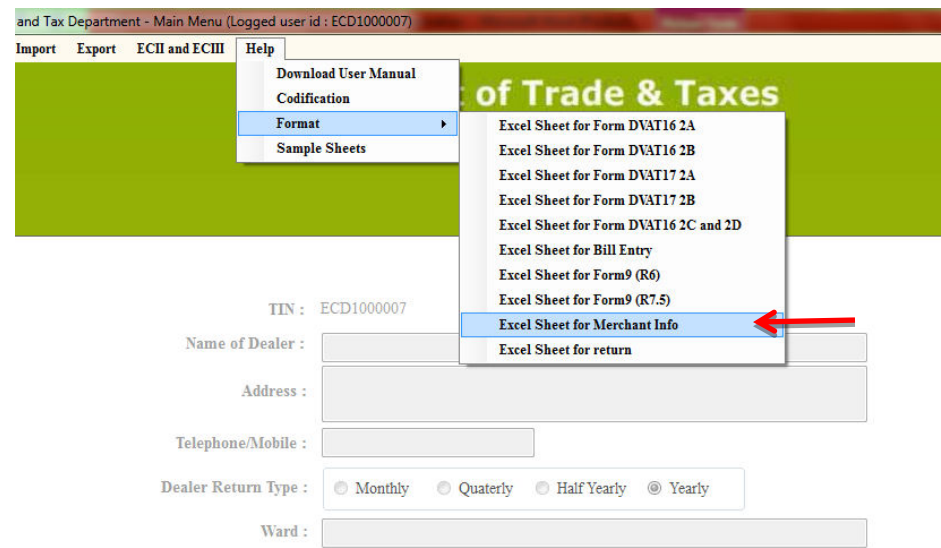 and Tax Department - Main Menu (Logged user id : ECD1000007)
Import Export ECII and ECIII Help
Download User Manual
Codification
Format
Sample Sheets
of Trade & Taxes
Excel Sheet for Form DVAT16 2A
Excel Sheet for Form DVAT16 2B
Excel Sheet for Form DVAT17 2A
Excel Sheet for Form DVAT17 2B
Excel Sheet for Form DVAT16 2C and 2D
Excel Sheet for Bill Entry
Excel Sheet for Form9 (R6)
Excel Sheet for Form9 (R7.5)
Excel Sheet for Merchant Info
Excel Sheet for return
TIN : ECD1000007
Name of Dealer :
Address :
Telephone/Mobile :
Dealer Return Type : Monthly Quaterly Half Yearly Yearly
Ward :